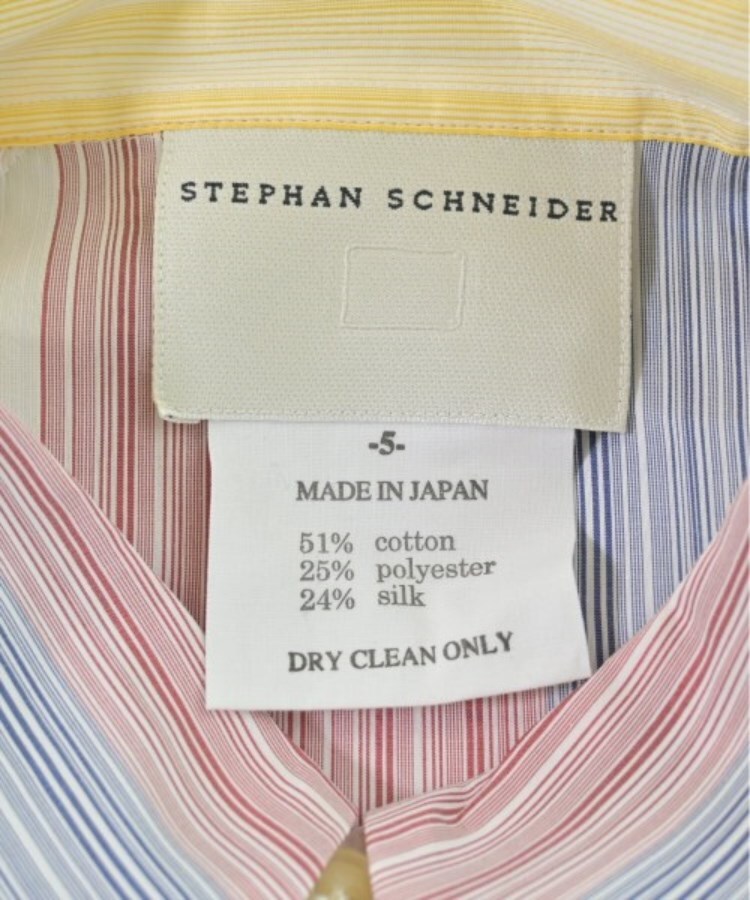 STEPHAN SCHNEIDER
-5-
MADE IN JAPAN
51% cotton
25% polyester
24% silk
DRY CLEAN ONLY